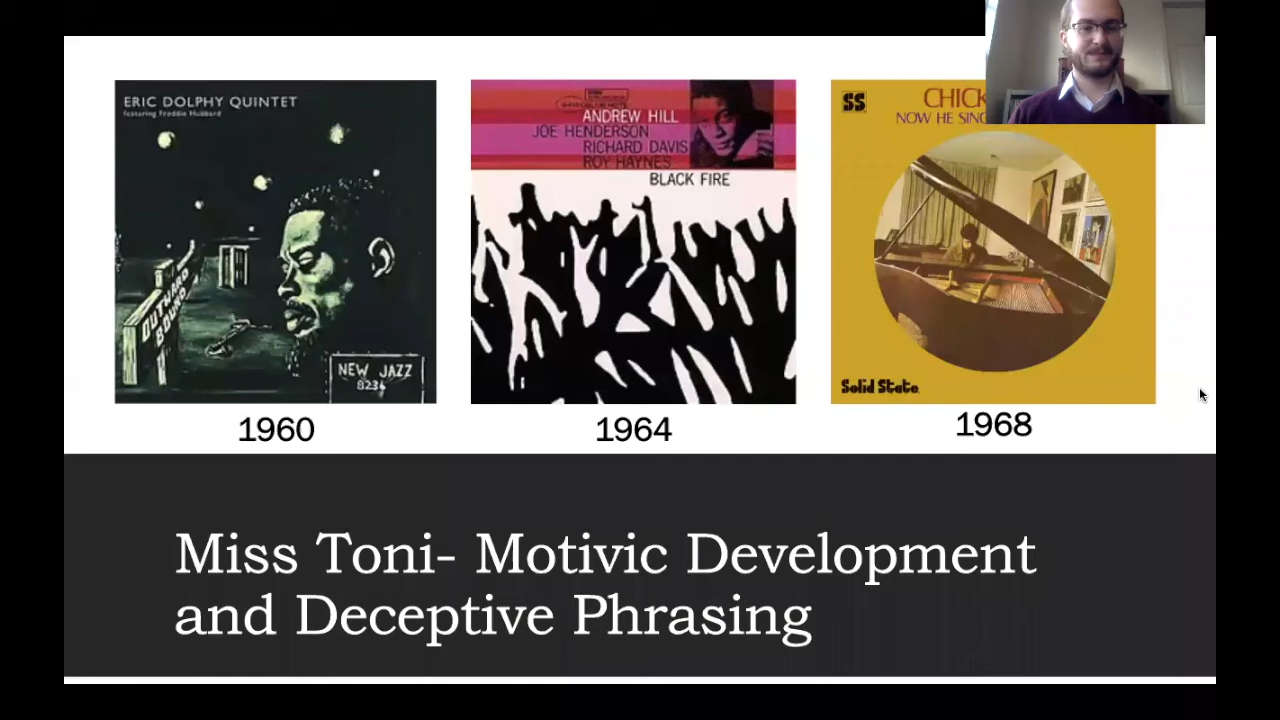 ERIC DOLPHY QUINTET
featuring Freddie Hubbard
OUTWARD
BOUND
NEW JAZZ
8236
ANDREW HILL
JOE HENDERSON
RICHARD DAVIS
ROY HAYNES
BLACK FIRE
SS
CHICK
NOW HE SING
Solid State
1960
1964
1968
Miss Toni- Motivic Development
and Deceptive Phrasing